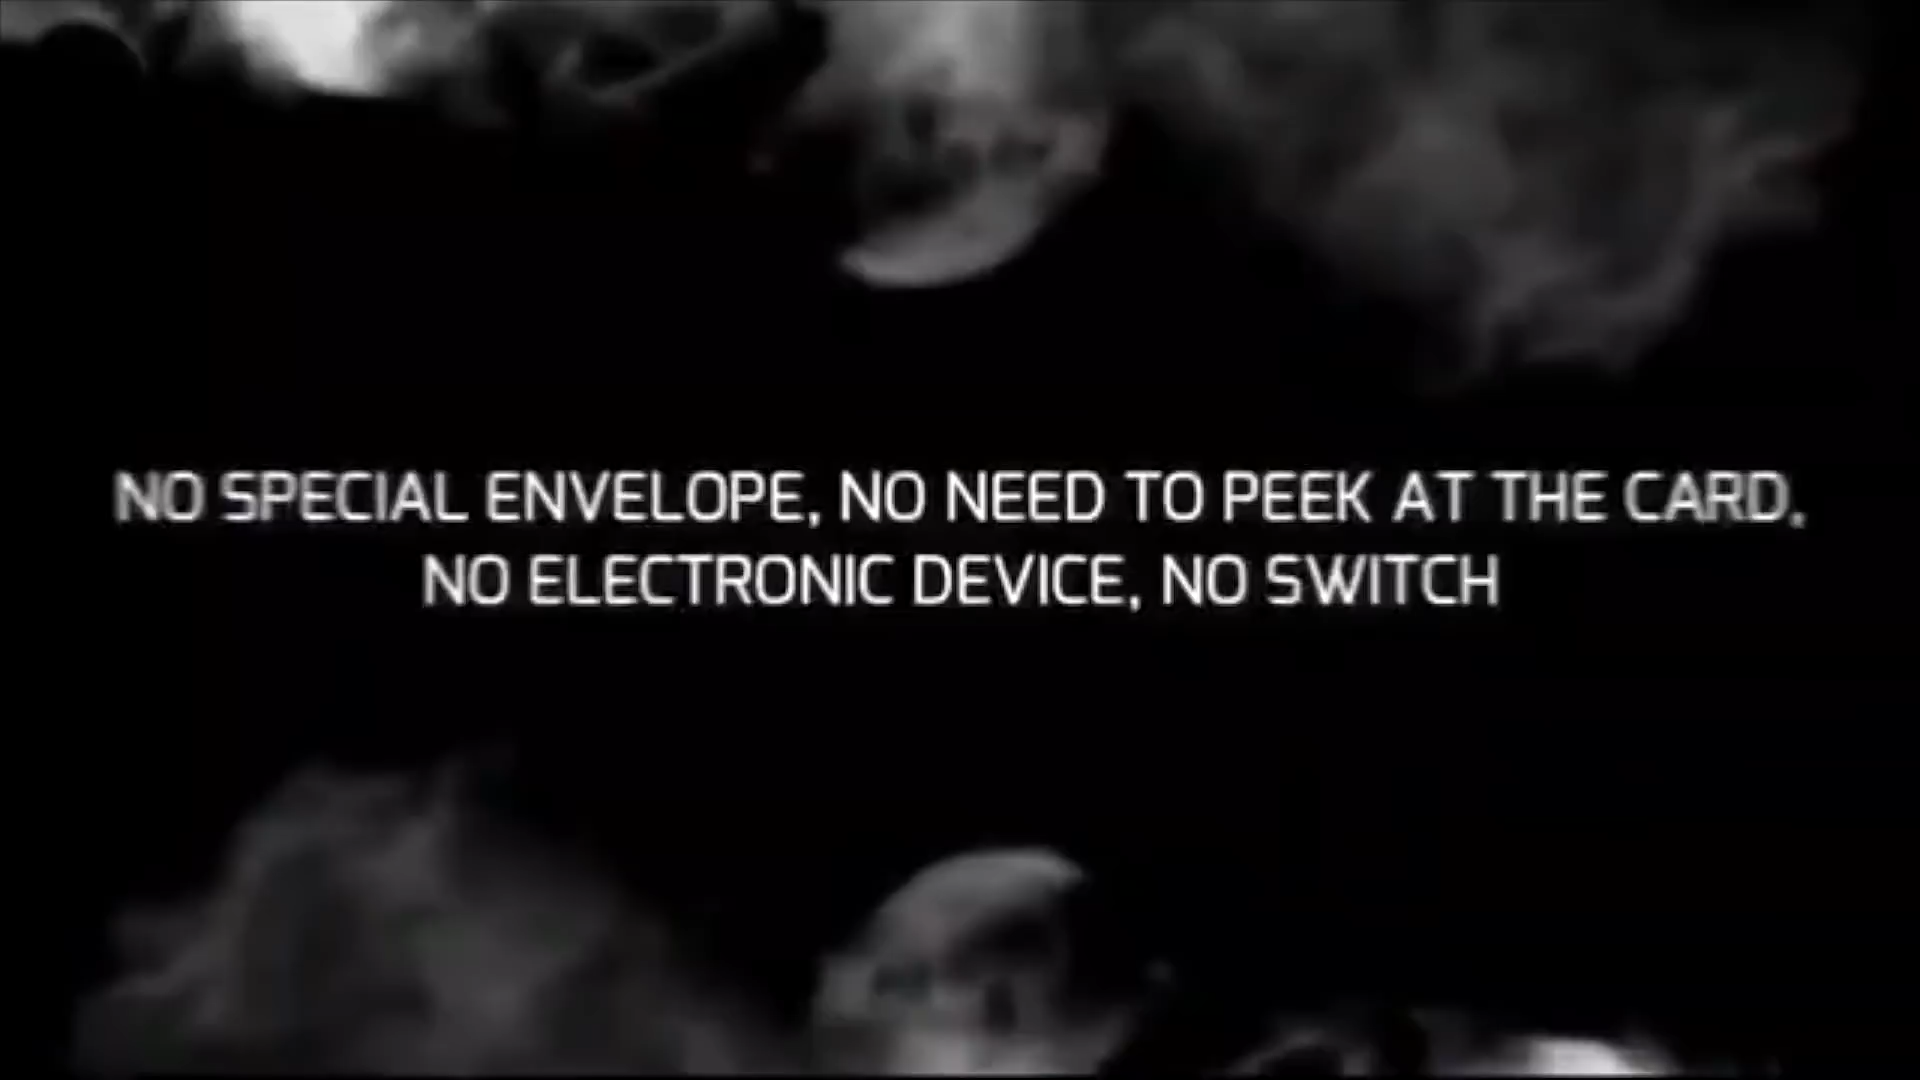 NO SPECIAL ENVELOPE, NO NEED TO PEEK AT THE CARD,
NO ELECTRONIC DEVICE, NO SWITCH